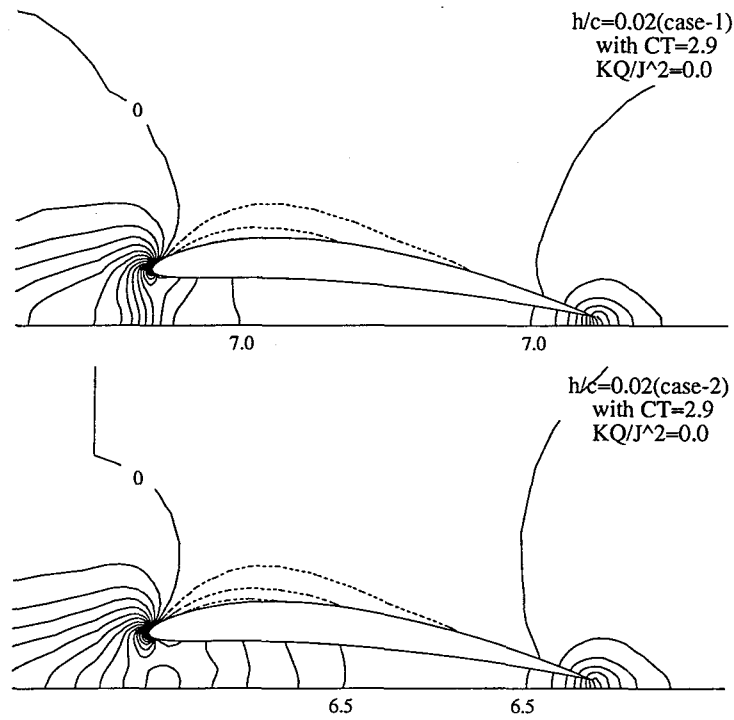 h/c=0.02(case-1)
with CT=2.9
KQ/J^2=0.0
0
7.0
7.0
h/c=0.02(case-2)
with CT=2.9
KQ/J^2=0.0
0
6.5
6.5